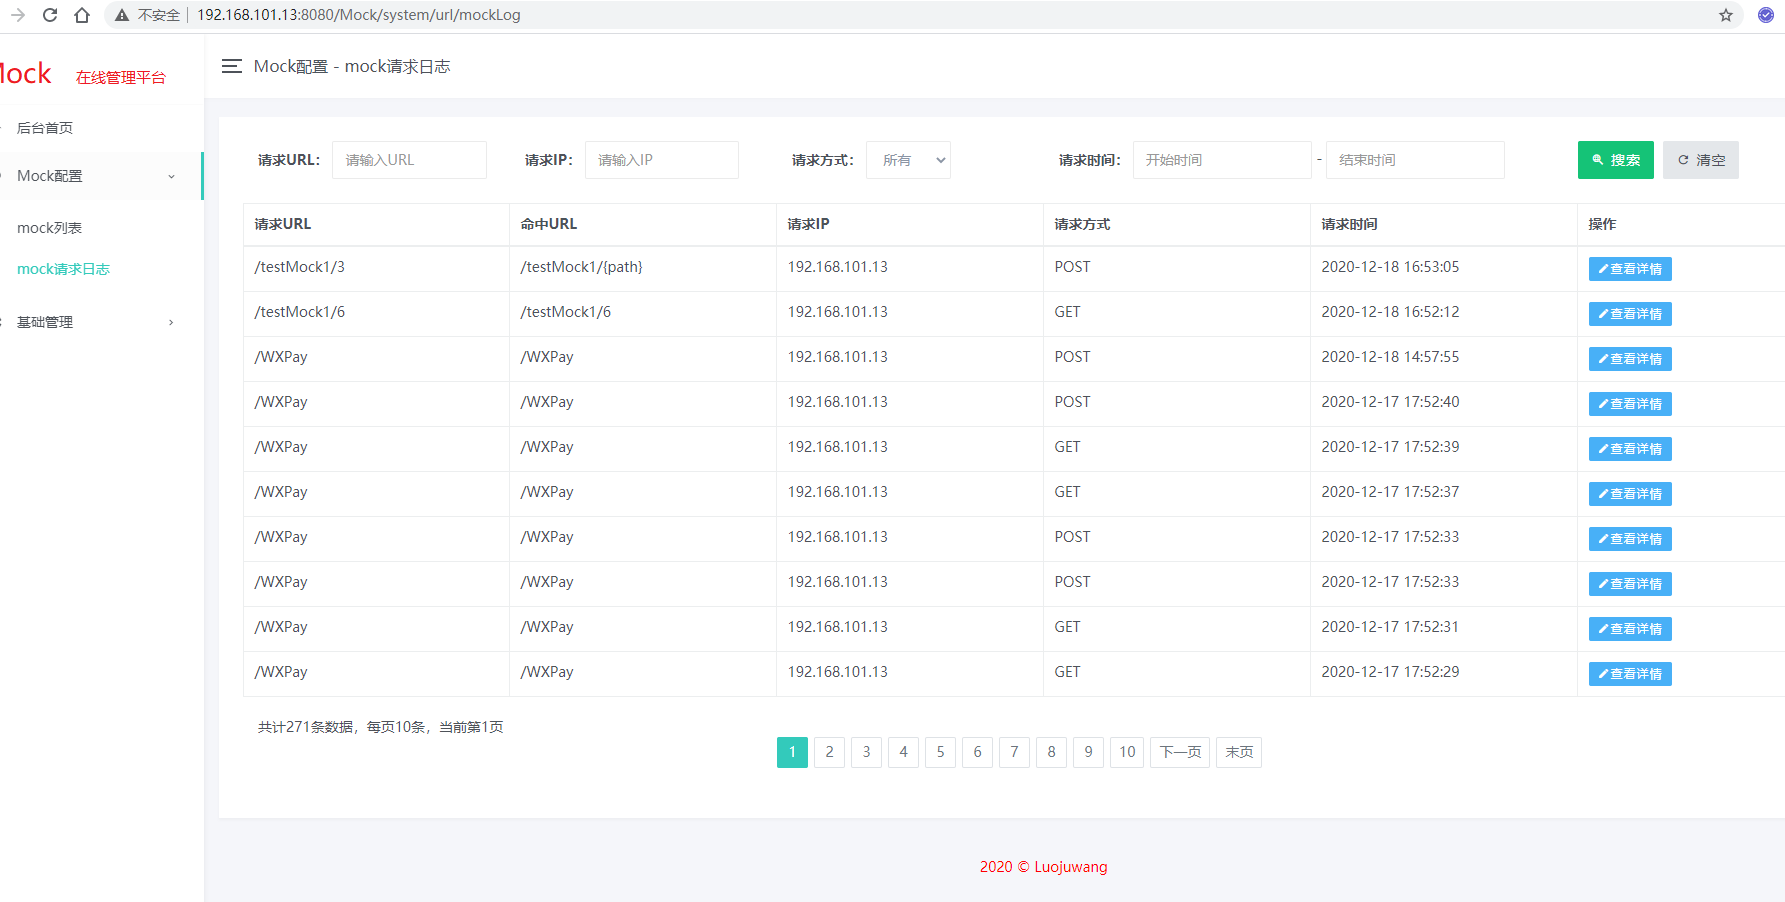 不安全 192.168.101.13:8080/Mock/system/url/mockLog
Mock 在线管理平台
Mock配置 - mock请求日志
后台首页
Mock配置
mock列表
mock请求日志
基础管理
请求URL： 请输入URL 请求IP： 请输入IP 请求方式： 所有 请求时间： 开始时间 - 结束时间 搜索 清空
请求URL 命中URL 请求IP 请求方式 请求时间 操作
/testMock1/3 /testMock1/{path} 192.168.101.13 POST 2020-12-18 16:53:05 查看详情
/testMock1/6 /testMock1/6 192.168.101.13 GET 2020-12-18 16:52:12 查看详情
/WXPay /WXPay 192.168.101.13 POST 2020-12-18 14:57:55 查看详情
/WXPay /WXPay 192.168.101.13 POST 2020-12-17 17:52:40 查看详情
/WXPay /WXPay 192.168.101.13 GET 2020-12-17 17:52:39 查看详情
/WXPay /WXPay 192.168.101.13 GET 2020-12-17 17:52:37 查看详情
/WXPay /WXPay 192.168.101.13 POST 2020-12-17 17:52:33 查看详情
/WXPay /WXPay 192.168.101.13 POST 2020-12-17 17:52:33 查看详情
/WXPay /WXPay 192.168.101.13 GET 2020-12-17 17:52:31 查看详情
/WXPay /WXPay 192.168.101.13 GET 2020-12-17 17:52:29 查看详情
共计271条数据，每页10条，当前第1页
1 2 3 4 5 6 7 8 9 10 下一页 末页
2020 © Luojuwang